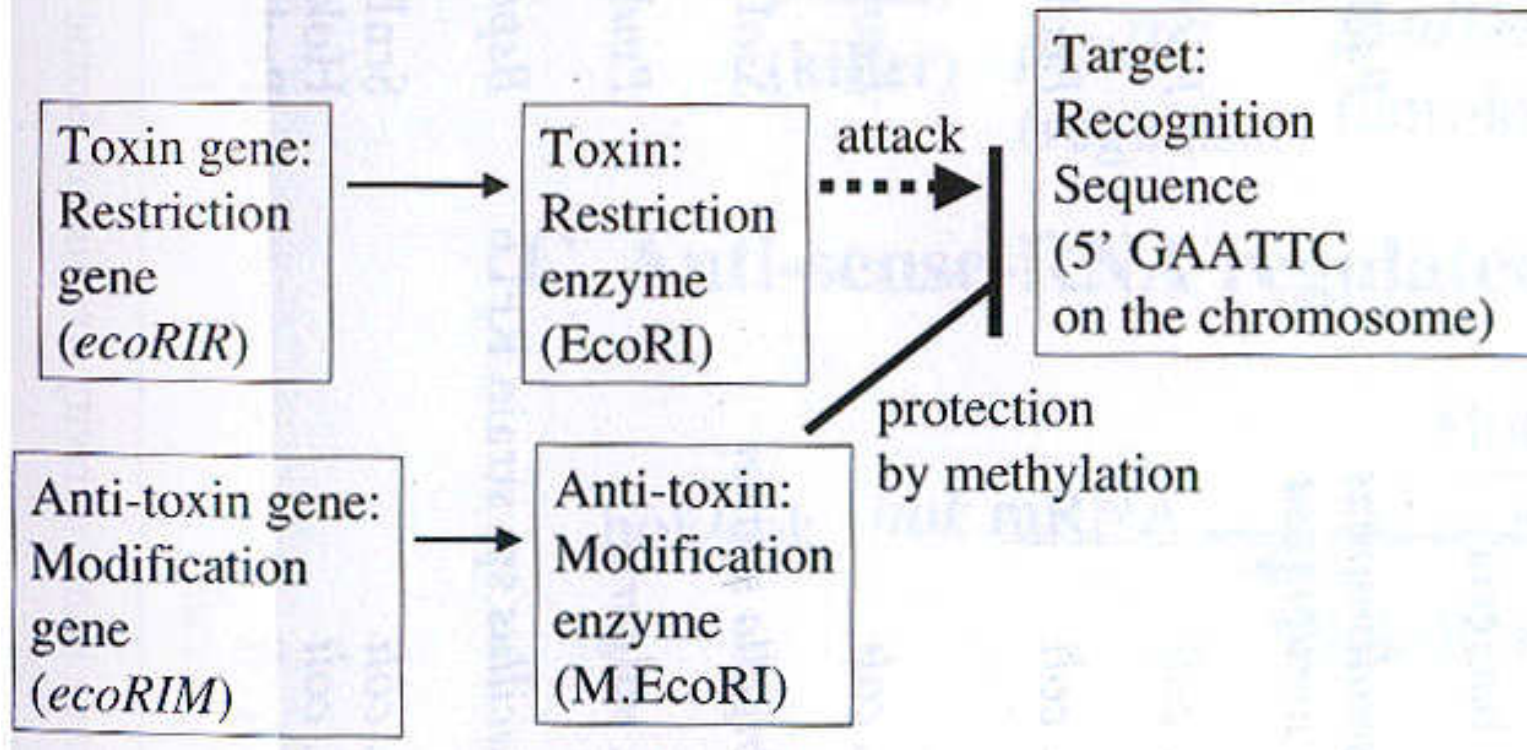 Toxin gene:
Restriction
gene
(ecoRIR)
Toxin:
Restriction
enzyme
(EcoRI)
attack
Target:
Recognition
Sequence
(5' GAATTC
on the chromosome)
Anti-toxin gene:
Modification
gene
(ecoRIM)
Anti-toxin:
Modification
enzyme
(M.EcoRI)
protection
by methylation